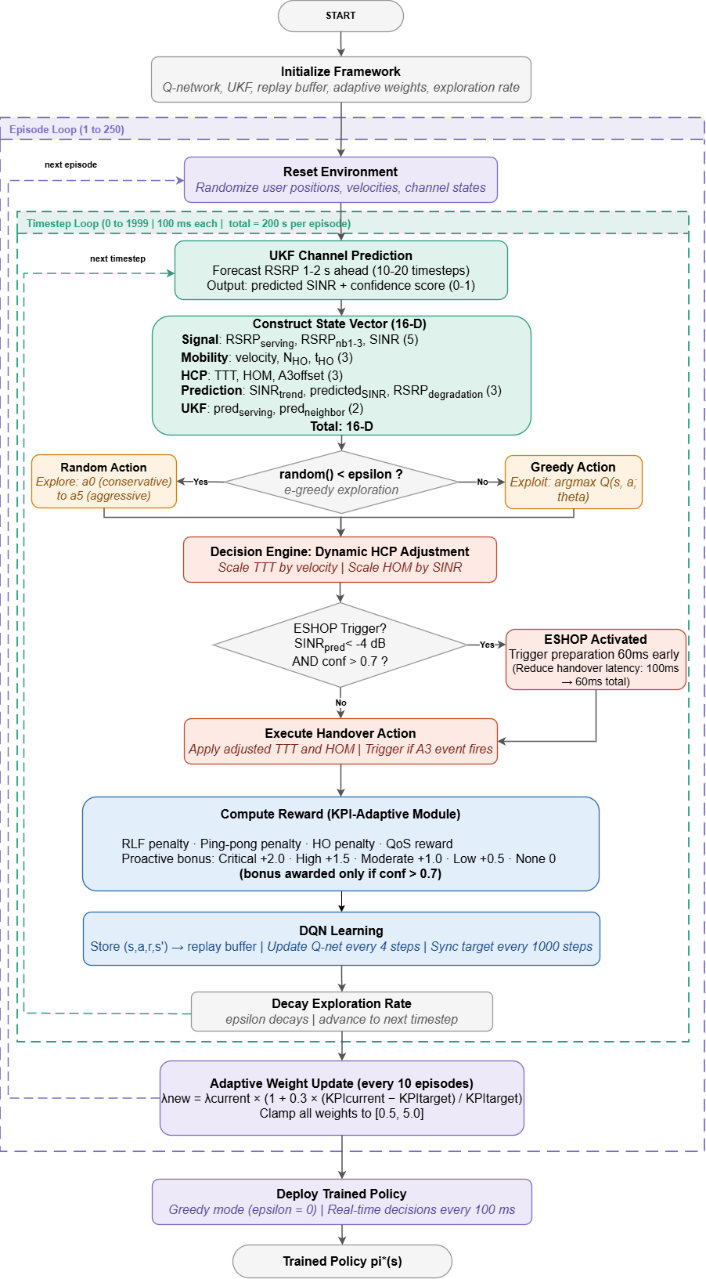 START
Initialize Framework
Q-network, UKF, replay buffer, adaptive weights, exploration rate
Episode Loop (1 to 250)
next episode
Reset Environment
Randomize user positions, velocities, channel states
Timestep Loop (0 to 1999 | 100 ms each | total = 200 s per episode)
next timestep
UKF Channel Prediction
Forecast RSRP 1-2 s ahead (10-20 timesteps)
Output: predicted SINR + confidence score (0-1)
Construct State Vector (16-D)
Signal: RSRPserving, RSRPnb1-3, SINR (5)
Mobility: velocity, NHO, tHO (3)
HCP: TTT, HOM, A3offset (3)
Prediction: SINRtrend, predictedSINR, RSRPdegradation (3)
UKF: predserving, predneighbor (2)
Total: 16-D
random() < epsilon ?
e-greedy exploration
Yes
No
Random Action
Explore: a0 (conservative)
to a5 (aggressive)
Greedy Action
Exploit: argmax Q(s, a;
theta)
Decision Engine: Dynamic HCP Adjustment
Scale TTT by velocity | Scale HOM by SINR
ESHOP Trigger?
SINRpred< -4 dB
AND conf > 0.7 ?
Yes
No
ESHOP Activated
Trigger preparation 60ms early
(Reduce handover latency: 100ms
→ 60ms total)
Execute Handover Action
Apply adjusted TTT and HOM | Trigger if A3 event fires
Compute Reward (KPI-Adaptive Module)
RLF penalty · Ping-pong penalty · HO penalty · QoS reward
Proactive bonus: Critical +2.0 · High +1.5 · Moderate +1.0 · Low +0.5 · None 0
(bonus awarded only if conf > 0.7)
DQN Learning
Store (s,a,r,s') → replay buffer | Update Q-net every 4 steps | Sync target every 1000 steps
Decay Exploration Rate
epsilon decays | advance to next timestep
Adaptive Weight Update (every 10 episodes)
λnew = λcurrent × (1 + 0.3 × (KPIcurrent − KPItarget) / KPItarget)
Clamp all weights to [0.5, 5.0]
Deploy Trained Policy
Greedy mode (epsilon = 0) | Real-time decisions every 100 ms
Trained Policy pi*(s)